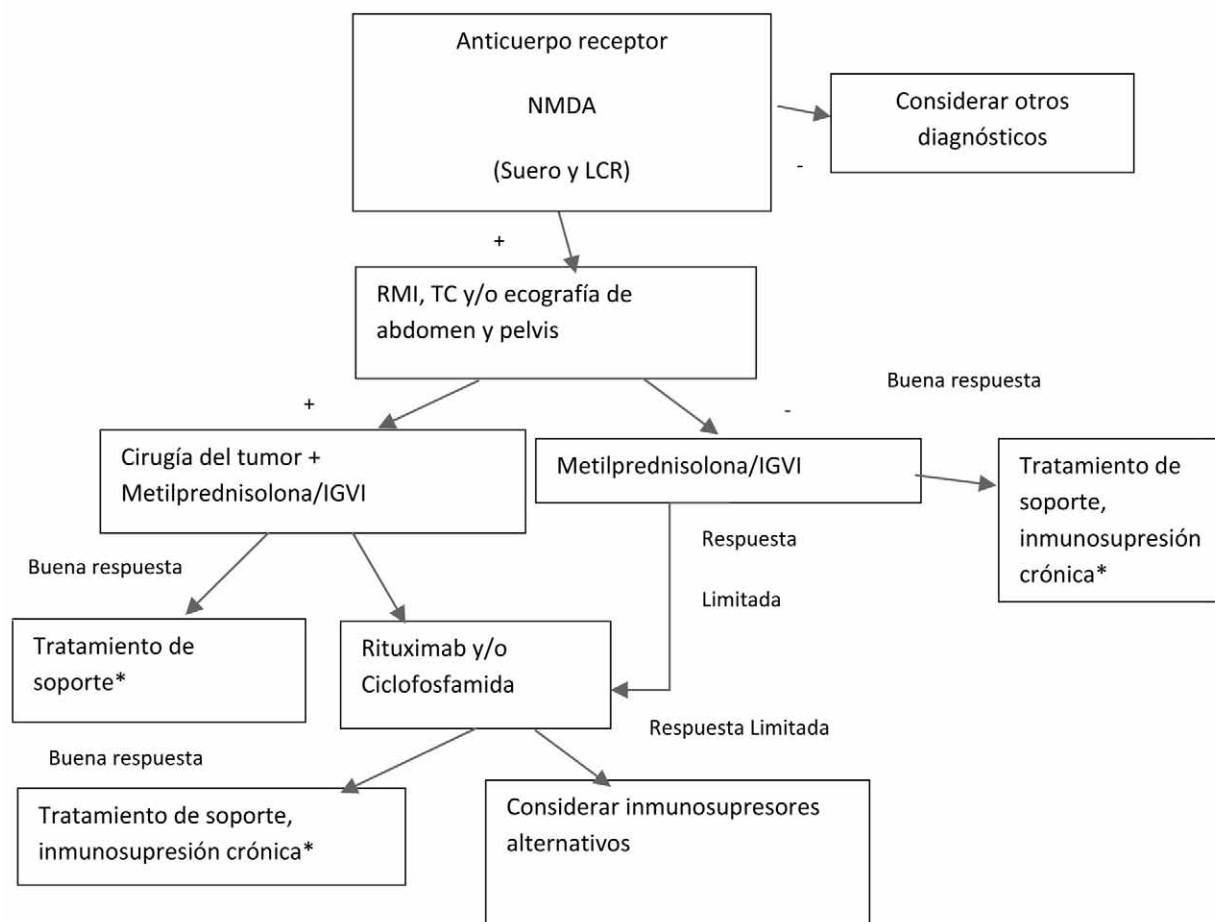 Anticuerpo receptor
NMDA
(Suero y LCR)
Considerar otros
diagnósticos
-
+
RMI, TC y/o ecografía de
abdomen y pelvis
Buena respuesta
+
-
Cirugía del tumor +
Metilprednisolona/IGVI
Metilprednisolona/IGVI
Tratamiento de
soporte,
inmunosupresión
crónica*
Respuesta
Limitada
Buena respuesta
Tratamiento de
soporte*
Rituximab y/o
Ciclofosfamida
Respuesta Limitada
Buena respuesta
Tratamiento de soporte,
inmunosupresión crónica*
Considerar inmunosupresores
alternativos